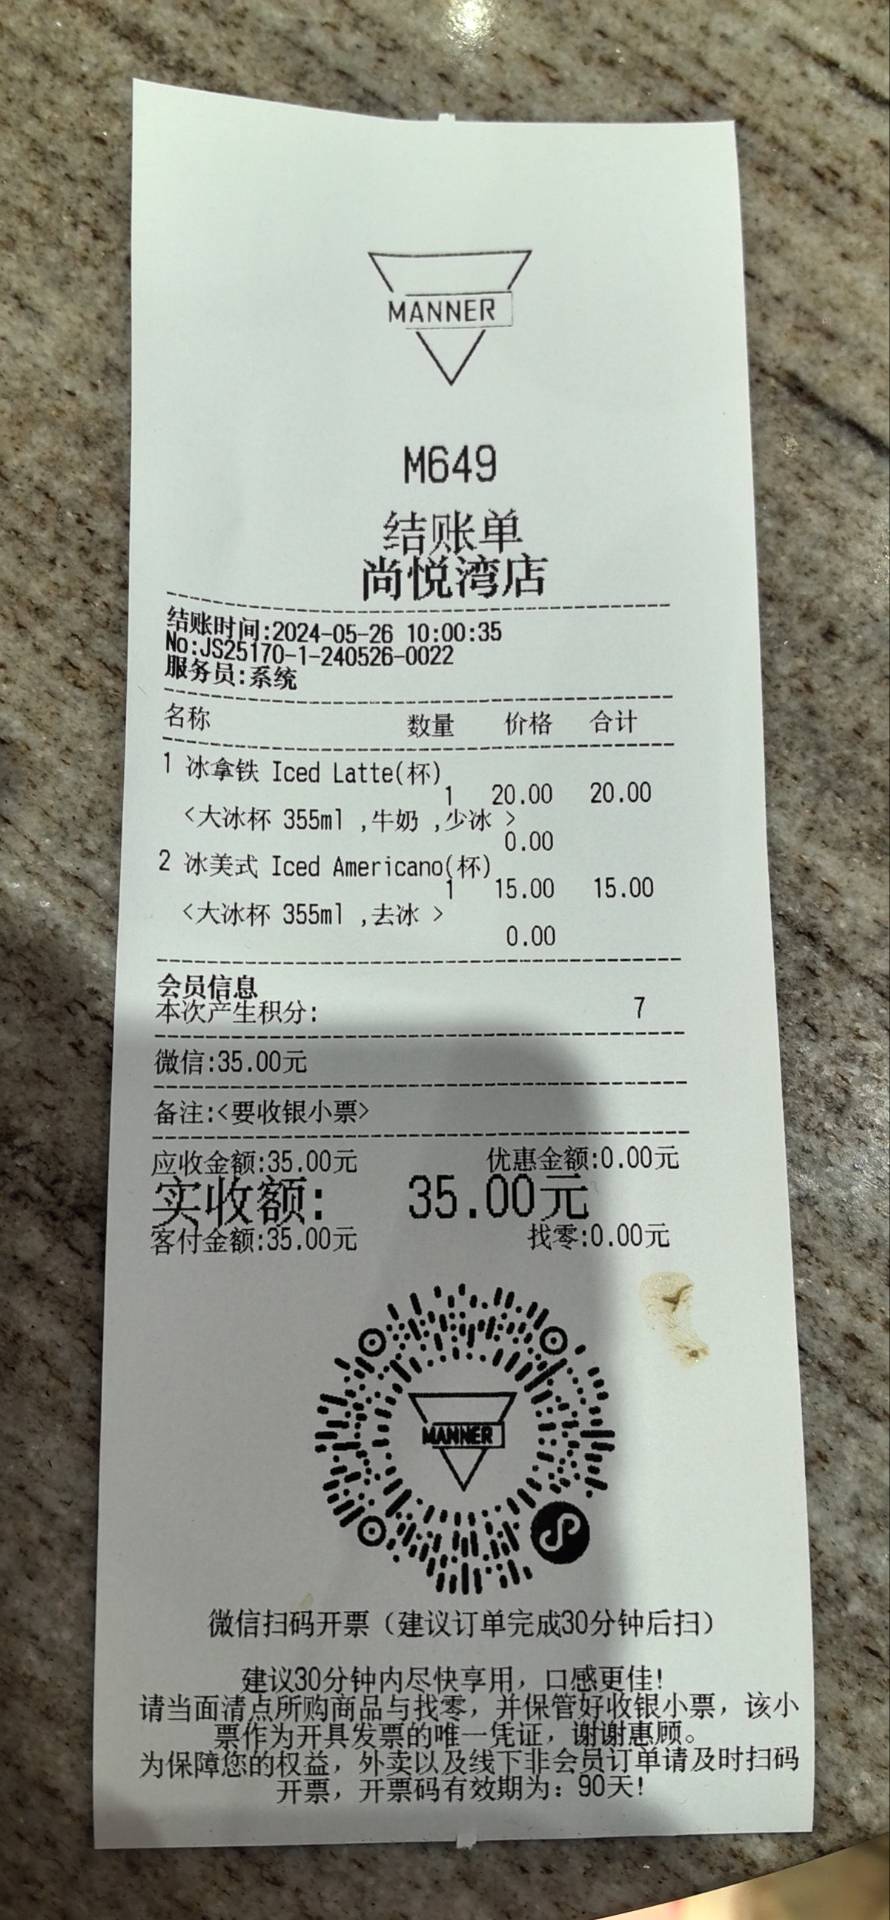 MANNER
M649
结账单
尚悦湾店
结账时间:2024-05-26 10:00:35
No:JS25170-1-240526-0022
服务员:系统
名称 数量 价格 合计
1 冰拿铁 Iced Latte(杯)
1 20.00 20.00
<大冰杯 355ml ,牛奶 ,少冰 >
0.00
2 冰美式 Iced Americano(杯)
1 15.00 15.00
<大冰杯 355ml ,去冰 >
0.00
会员信息
本次产生积分: 7
微信:35.00元
备注:<要收银小票>
应收金额:35.00元 优惠金额:0.00元
实收额: 35.00元
客付金额:35.00元 找零:0.00元
MANNER
微信扫码开票（建议订单完成30分钟后扫）
建议30分钟内尽快享用，口感更佳!
请当面清点所购商品与找零，并保管好收银小票，该小
票作为开具发票的唯一凭证，谢谢惠顾。
为保障您的权益，外卖以及线下非会员订单请及时扫码
开票，开票码有效期为：90天!